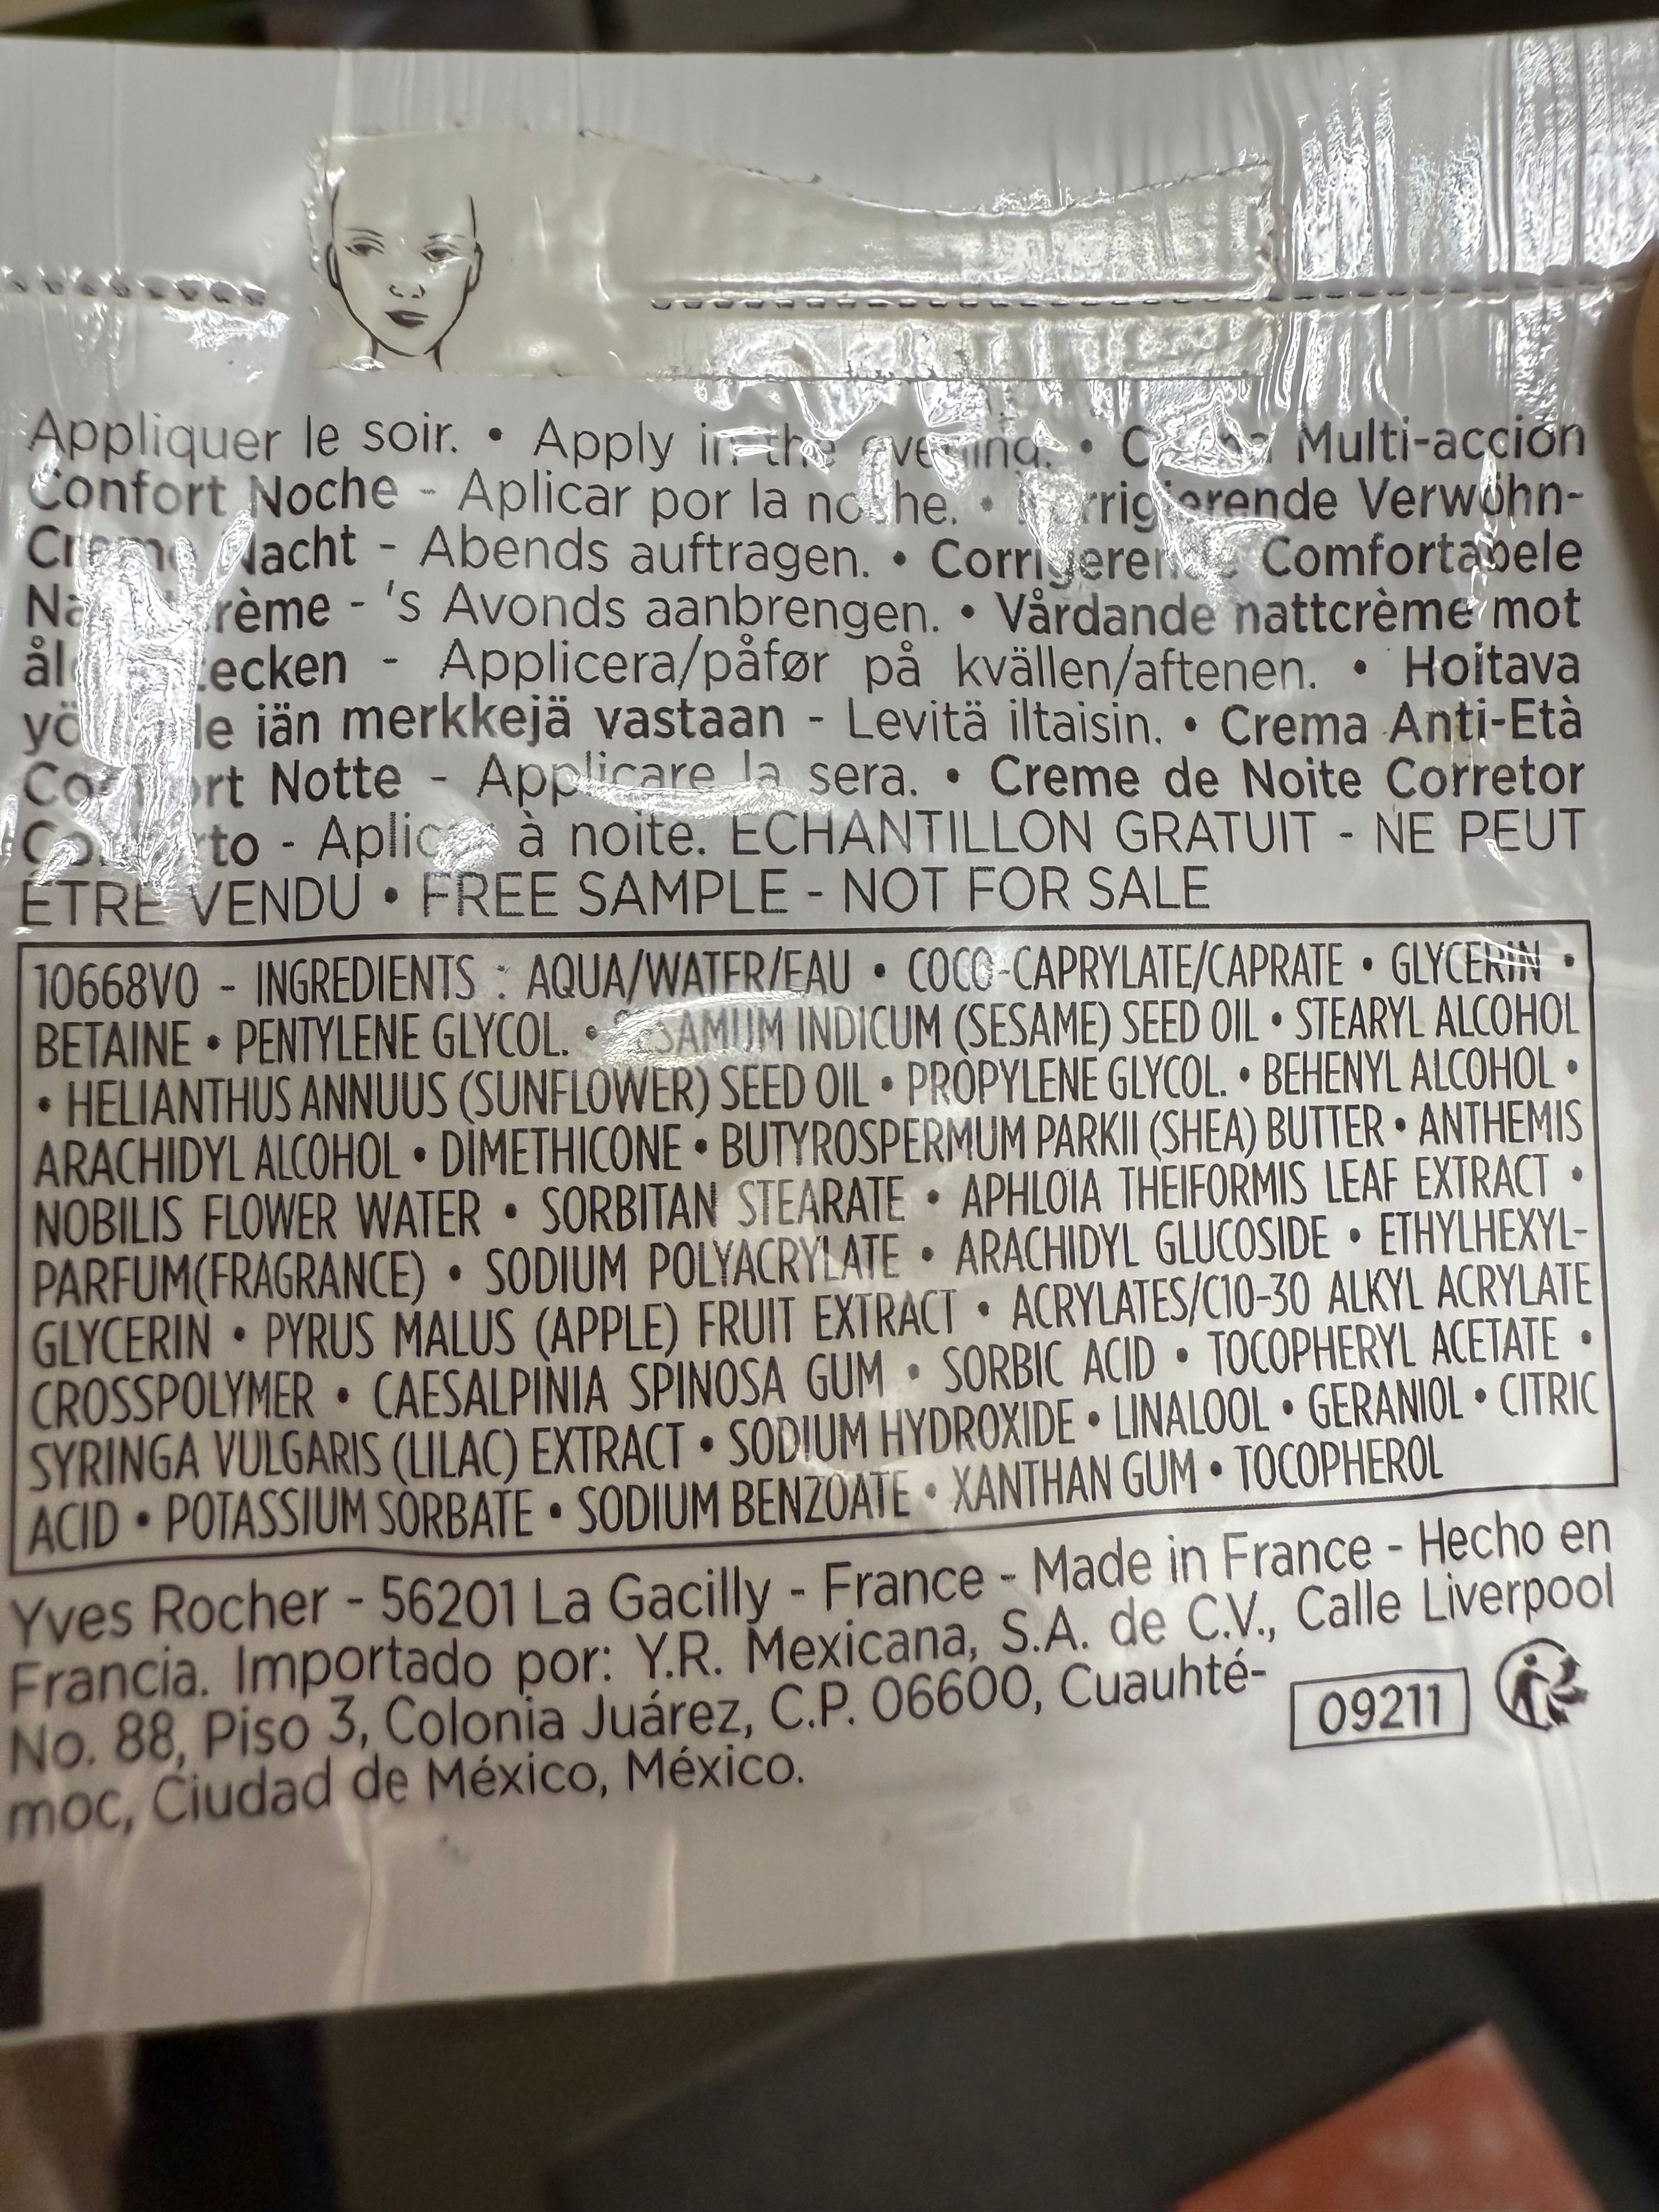 Appliquer le soir. • Apply in the evening. • Multi-acción
Confort Noche - Aplicar por la noche. • Verwöhn-
Nacht - Abends auftragen. • Corrigerende Comfortabele
- 's Avonds aanbrengen. • Vårdande nattcrème mot
- Applicera/påfør på kvällen/aftenen. • Hoitava
iän merkkejä vastaan - Levitä iltaisin. • Crema Anti-Età
Notte - Applicare la sera. • Creme de Noite Corretor
- Aplicar à noite. ECHANTILLON GRATUIT - NE PEUT
ETRE VENDU • FREE SAMPLE - NOT FOR SALE
10668V0 - INGREDIENTS : AQUA/WATER/EAU • COCO-CAPRYLATE/CAPRATE • GLYCERIN •
BETAINE • PENTYLENE GLYCOL. • SESAMUM INDICUM (SESAME) SEED OIL • STEARYL ALCOHOL
• HELIANTHUS ANNUUS (SUNFLOWER) SEED OIL • PROPYLENE GLYCOL. • BEHENYL ALCOHOL •
ARACHIDYL ALCOHOL • DIMETHICONE • BUTYROSPERMUM PARKII (SHEA) BUTTER • ANTHEMIS
NOBILIS FLOWER WATER • SORBITAN STEARATE • APHLOIA THEIFORMIS LEAF EXTRACT •
PARFUM(FRAGRANCE) • SODIUM POLYACRYLATE • ARACHIDYL GLUCOSIDE • ETHYLHEXYL-
GLYCERIN • PYRUS MALUS (APPLE) FRUIT EXTRACT • ACRYLATES/C10-30 ALKYL ACRYLATE
CROSSPOLYMER • CAESALPINIA SPINOSA GUM • SORBIC ACID • TOCOPHERYL ACETATE •
SYRINGA VULGARIS (LILAC) EXTRACT • SODIUM HYDROXIDE • LINALOOL • GERANIOL • CITRIC
ACID • POTASSIUM SORBATE • SODIUM BENZOATE • XANTHAN GUM • TOCOPHEROL
Yves Rocher - 56201 La Gacilly - France - Made in France - Hecho en
Francia. Importado por: Y.R. Mexicana, S.A. de C.V., Calle Liverpool
No. 88, Piso 3, Colonia Juárez, C.P. 06600, Cuauhté-
moc, Ciudad de México, México.
09211